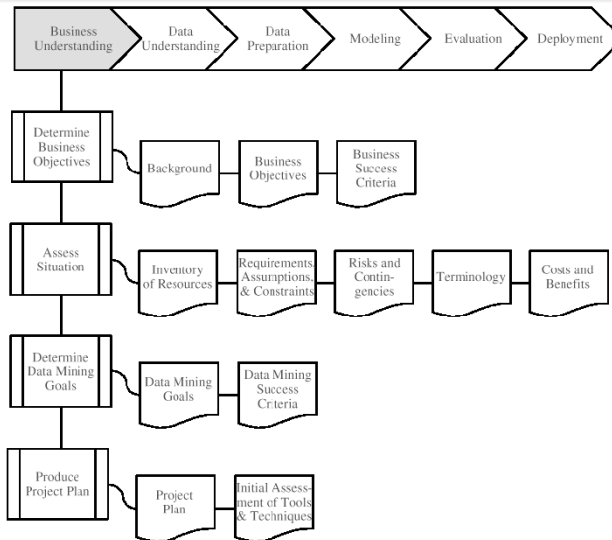 Business
Understanding
Data
Understanding
Data
Preparation
Modeling
Evaluation
Deployment
Determine
Business
Objectives
Background
Business
Objectives
Business
Success
Criteria
Assess
Situation
Inventory
of Resources
Requirements,
Assumptions,
& Constraints
Risks and
Contin-
gencies
Terminology
Costs and
Benefits
Determine
Data Mining
Goals
Data Mining
Goals
Data Mining
Success
Criteria
Produce
Project Plan
Project
Plan
Initial Assess-
ment of Tools
& Techniques